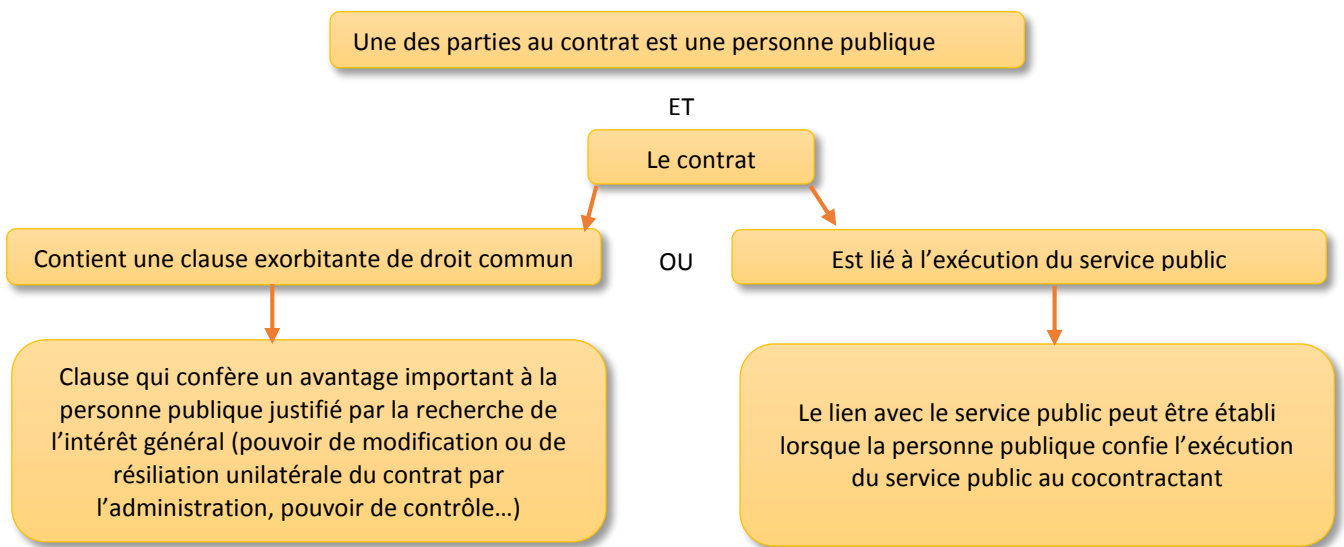 Une des parties au contrat est une personne publique
ET
Le contrat
Contient une clause exorbitante de droit commun
OU
Est lié à l’exécution du service public
Clause qui confère un avantage important à la
personne publique justifié par la recherche de
l’intérêt général (pouvoir de modification ou de
résiliation unilatérale du contrat par
l’administration, pouvoir de contrôle…)
Le lien avec le service public peut être établi
lorsque la personne publique confie l’exécution
du service public au cocontractant